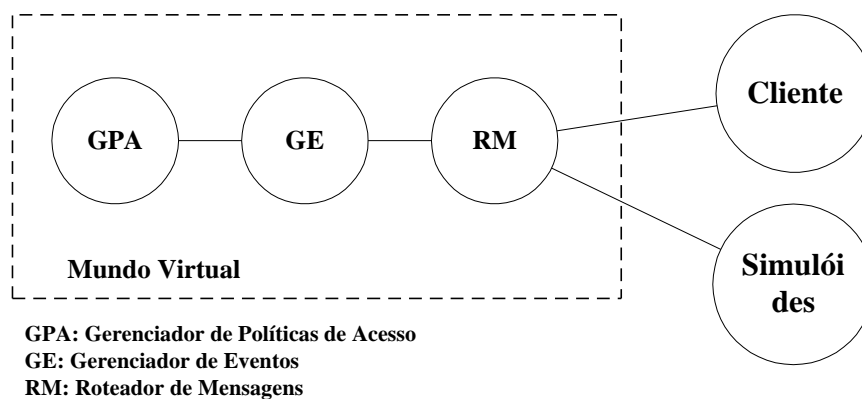 GPA
GE
RM
Cliente
Mundo Virtual
Simulói
des
GPA: Gerenciador de Políticas de Acesso
GE: Gerenciador de Eventos
RM: Roteador de Mensagens